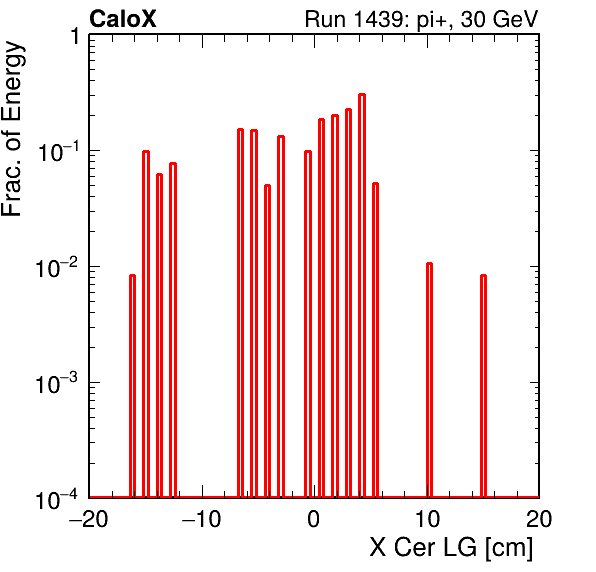 CaloX Run 1439: pi+, 30 GeV
Frac. of Energy
1
10⁻¹
10⁻²
10⁻³
10⁻⁴
−20 −10 0 10 20
X Cer LG [cm]